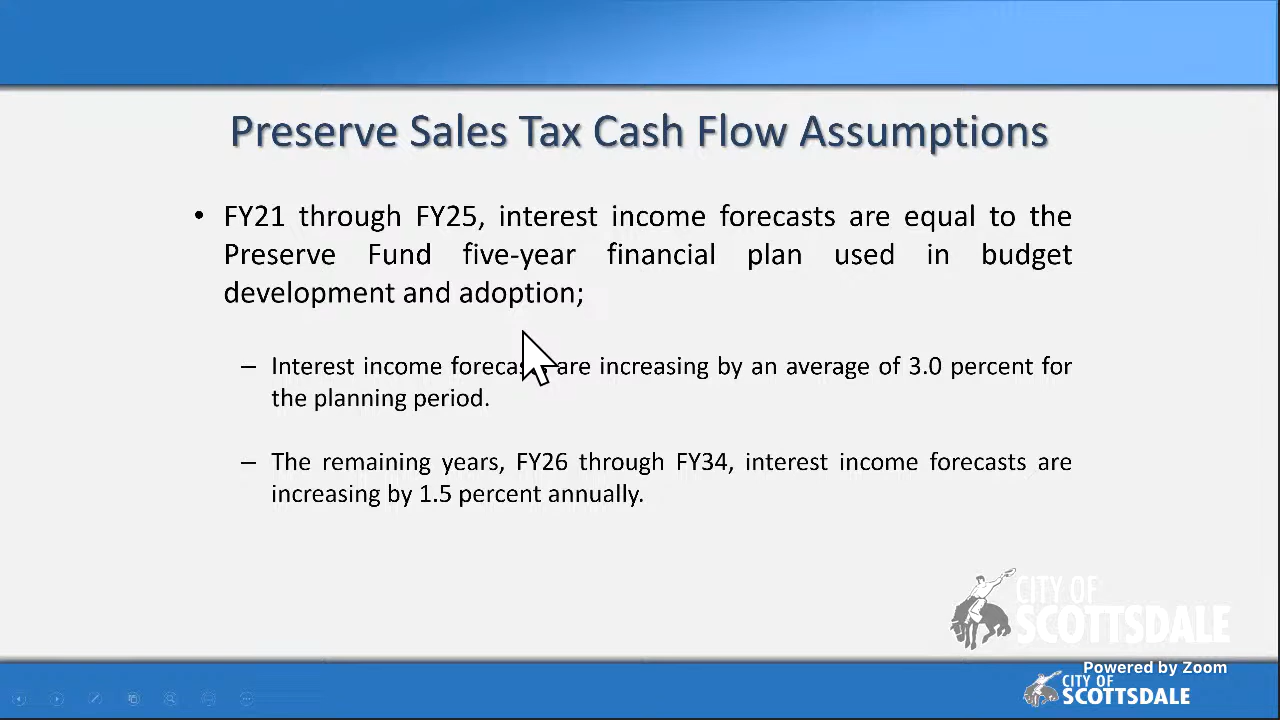 Preserve Sales Tax Cash Flow Assumptions
• FY21 through FY25, interest income forecasts are equal to the
Preserve Fund five-year financial plan used in budget
development and adoption;
– Interest income are increasing by an average of 3.0 percent for
the planning period.
– The remaining years, FY26 through FY34, interest income forecasts are
increasing by 1.5 percent annually.
CITY OF
SCOTTSDALE
Powered by Zoom
CITY OF
SCOTTSDALE